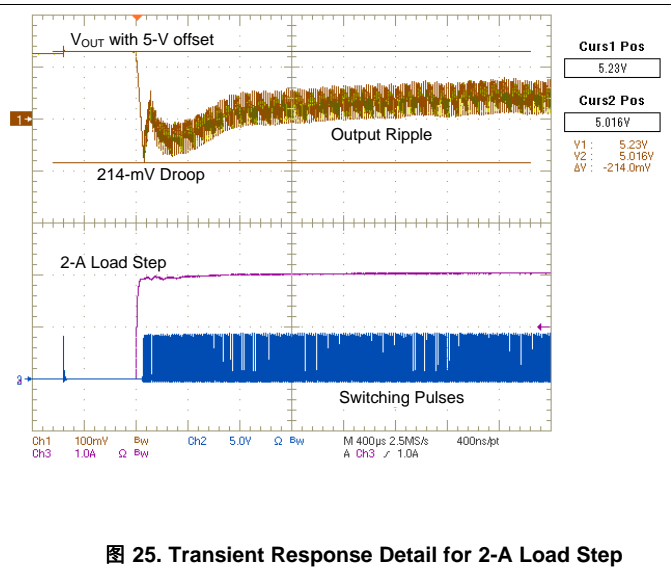 V_OUT with 5-V offset
Curs1 Pos
5.23V
Curs2 Pos
5.016V
V1 : 5.23V
V2 : 5.016V
ΔV : -214.0mV
1
Output Ripple
214-mV Droop
2-A Load Step
Switching Pulses
Ch1 100mV BW Ch2 5.0V Ω BW M 400µs 2.5MS/s 400ns/pt
Ch3 1.0A Ω BW A Ch3 ∕ 1.0A
图 25. Transient Response Detail for 2-A Load Step